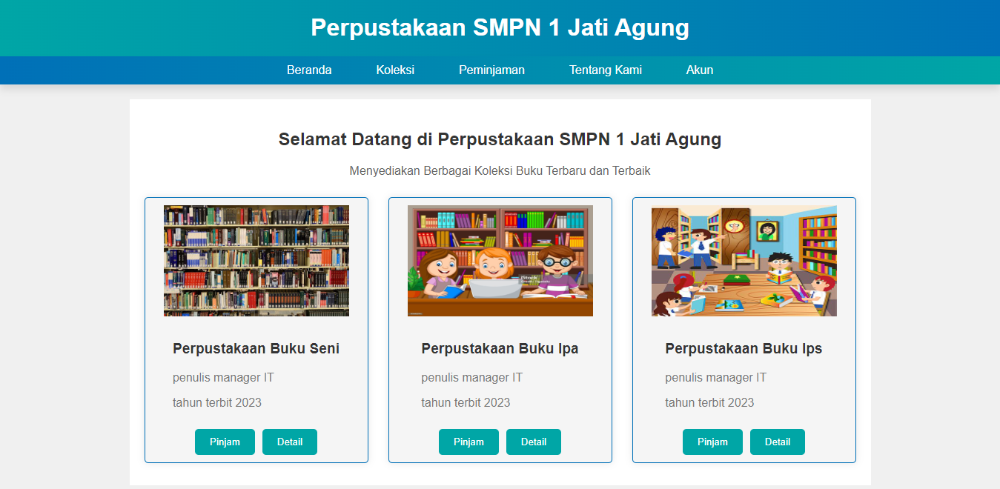 Perpustakaan SMPN 1 Jati Agung
Beranda Koleksi Peminjaman Tentang Kami Akun
Selamat Datang di Perpustakaan SMPN 1 Jati Agung
Menyediakan Berbagai Koleksi Buku Terbaru dan Terbaik
iStock
Perpustakaan Buku Seni
penulis manager IT
tahun terbit 2023
Pinjam Detail
Perpustakaan Buku Ipa
penulis manager IT
tahun terbit 2023
Pinjam Detail
Perpustakaan Buku Ips
penulis manager IT
tahun terbit 2023
Pinjam Detail